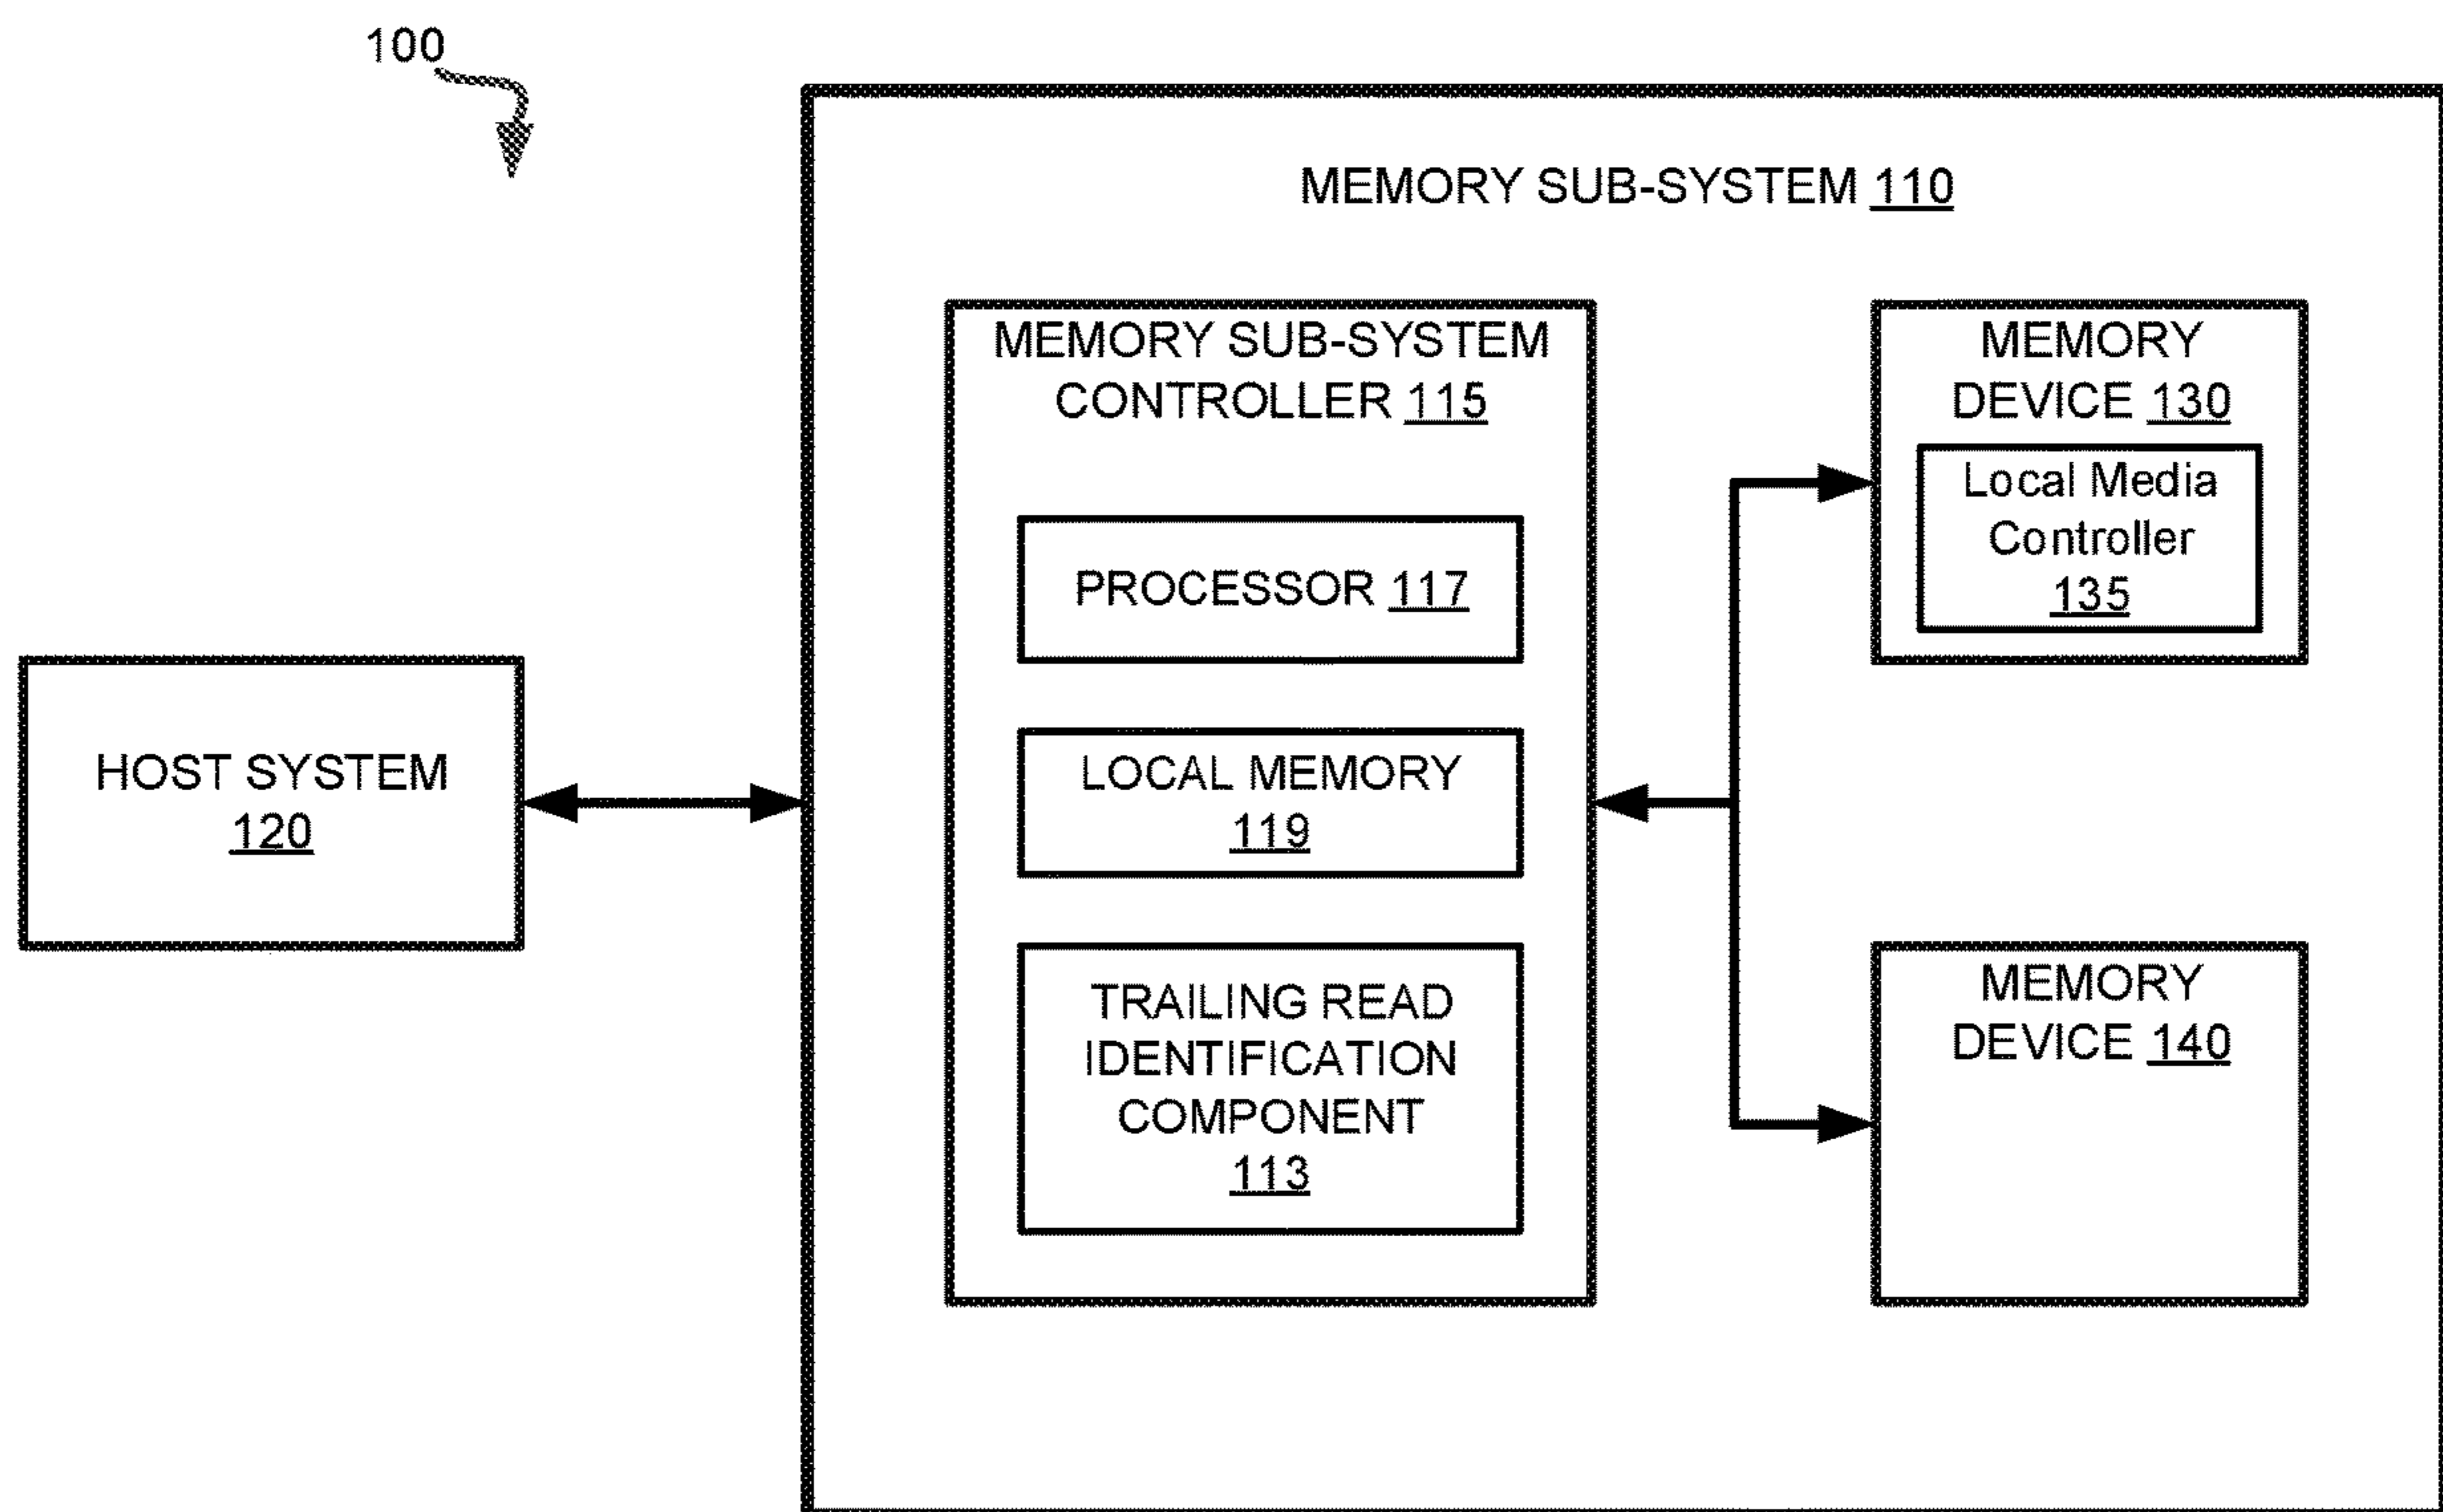 100
MEMORY SUB-SYSTEM 110
MEMORY SUB-SYSTEM
CONTROLLER 115
PROCESSOR 117
LOCAL MEMORY
119
TRAILING READ
IDENTIFICATION
COMPONENT
113
MEMORY
DEVICE 130
Local Media
Controller
135
MEMORY
DEVICE 140
HOST SYSTEM
120